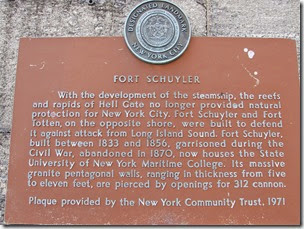 DESIGNATED LANDMARK
NEW YORK CITY
FORT SCHUYLER
With the development of the steamship, the reefs
and rapids of Hell Gate no longer provided natural
protection for New York City. Fort Schuyler and Fort
Totten, on the opposite shore, were built to defend
it against attack from Long Island Sound. Fort Schuyler,
built between 1833 and 1856, garrisoned during the
Civil War, abandoned in 1870, now houses the State
University of New York Maritime College. Its massive
granite pentagonal walls, ranging in thickness from five
to eleven feet, are pierced by openings for 312 cannon.
Plaque provided by the New York Community Trust, 1971